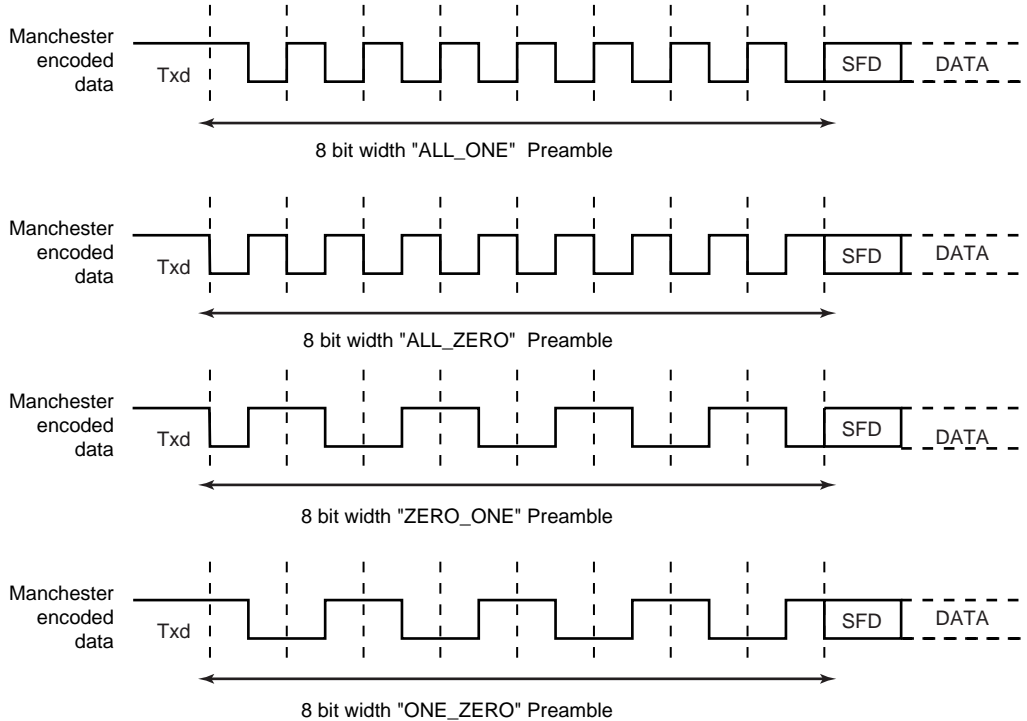 Manchester
encoded
data
Txd
SFD
DATA
8 bit width "ALL_ONE" Preamble
Manchester
encoded
data
Txd
SFD
DATA
8 bit width "ALL_ZERO" Preamble
Manchester
encoded
data
Txd
SFD
DATA
8 bit width "ZERO_ONE" Preamble
Manchester
encoded
data
Txd
SFD
DATA
8 bit width "ONE_ZERO" Preamble